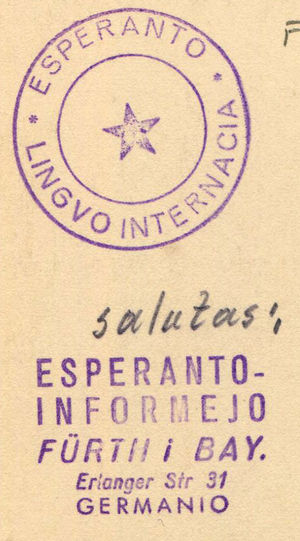 F
* ESPERANTO *
LINGVO INTERNACIA
salutas:,
ESPERANTO-
INFORMEJO
FÜRTH i BAY.
Erlanger Str 31
GERMANIO